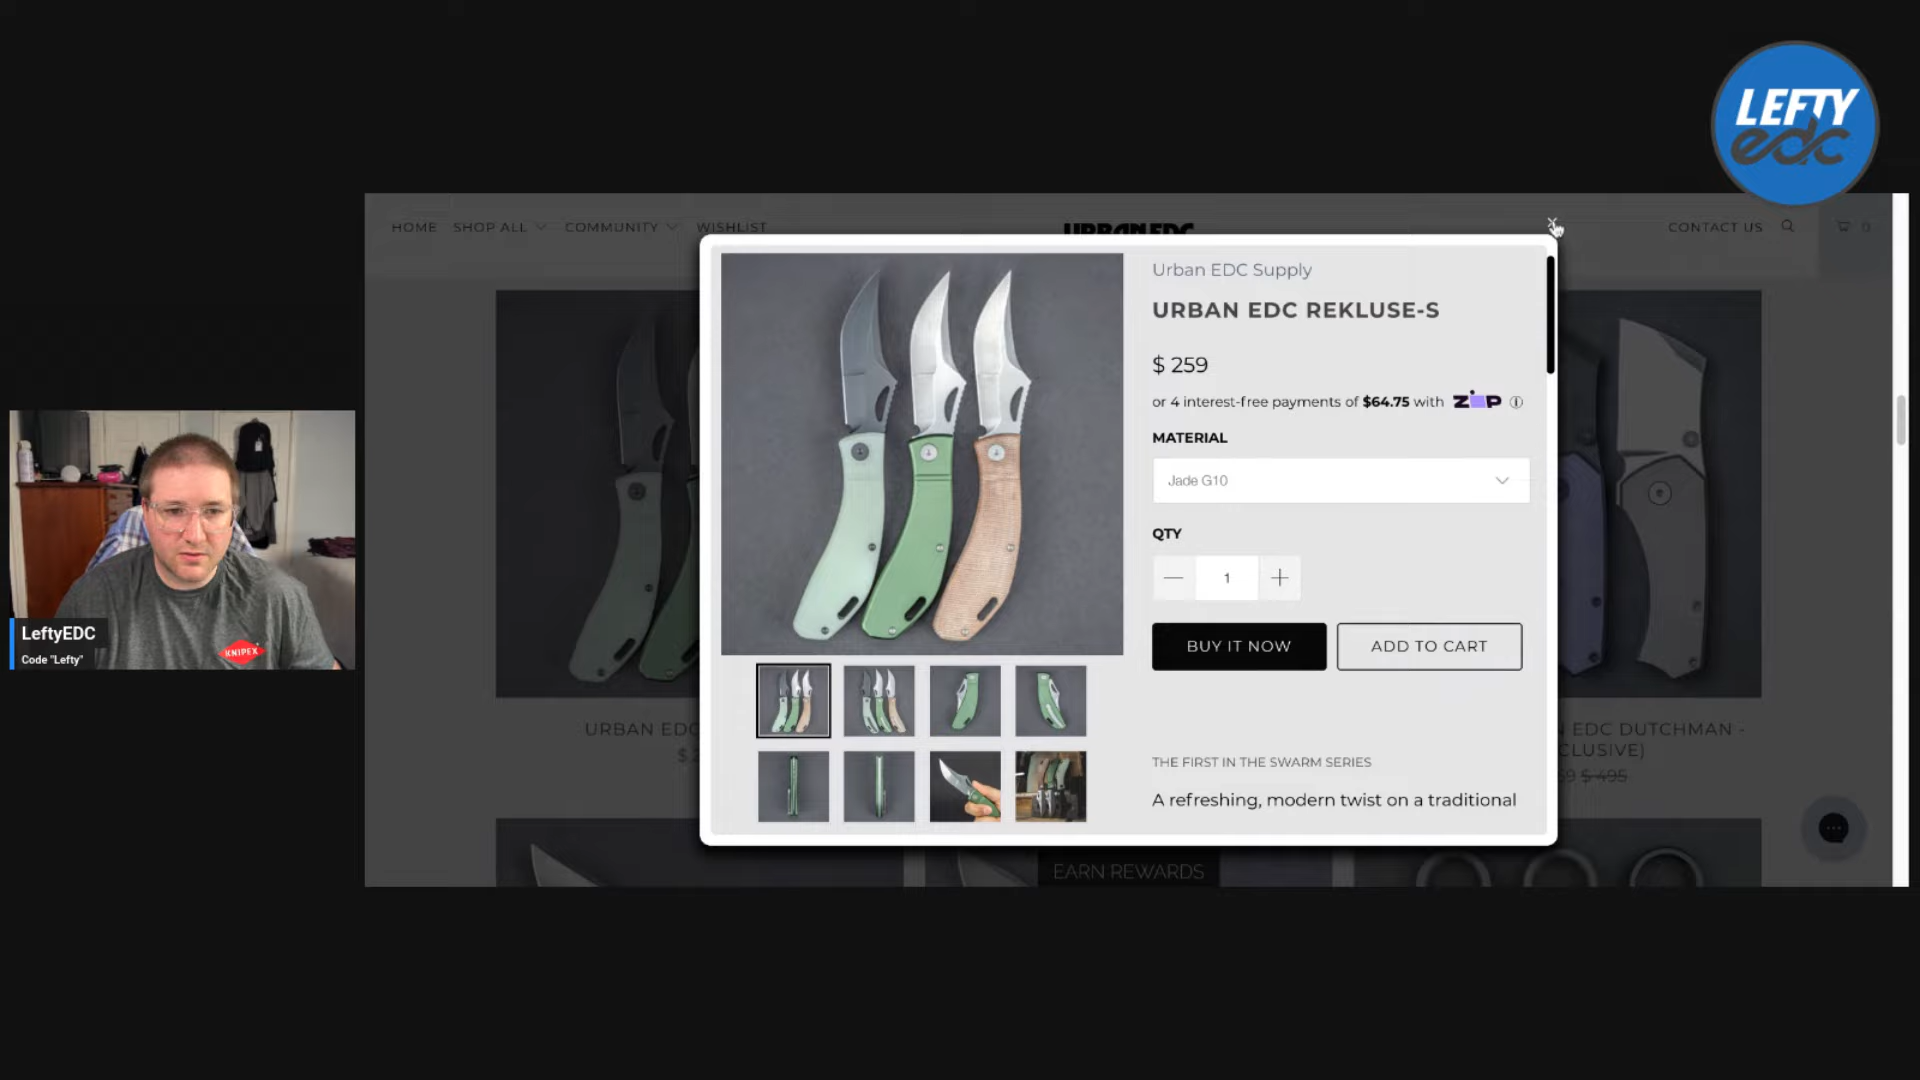 LEFTY
edc
HOME SHOP ALL COMMUNITY WISHLIST URBAN EDC CONTACT US 0
Urban EDC Supply
URBAN EDC REKLUSE-S
$ 259
or 4 interest-free payments of $64.75 with ZIP
MATERIAL
Jade G10
QTY
1
BUY IT NOW ADD TO CART
THE FIRST IN THE SWARM SERIES
A refreshing, modern twist on a traditional
LeftyEDC
Code "Lefty"
KNIPEX
URBAN EDC
EDC DUTCHMAN -
$ 495
EARN REWARDS